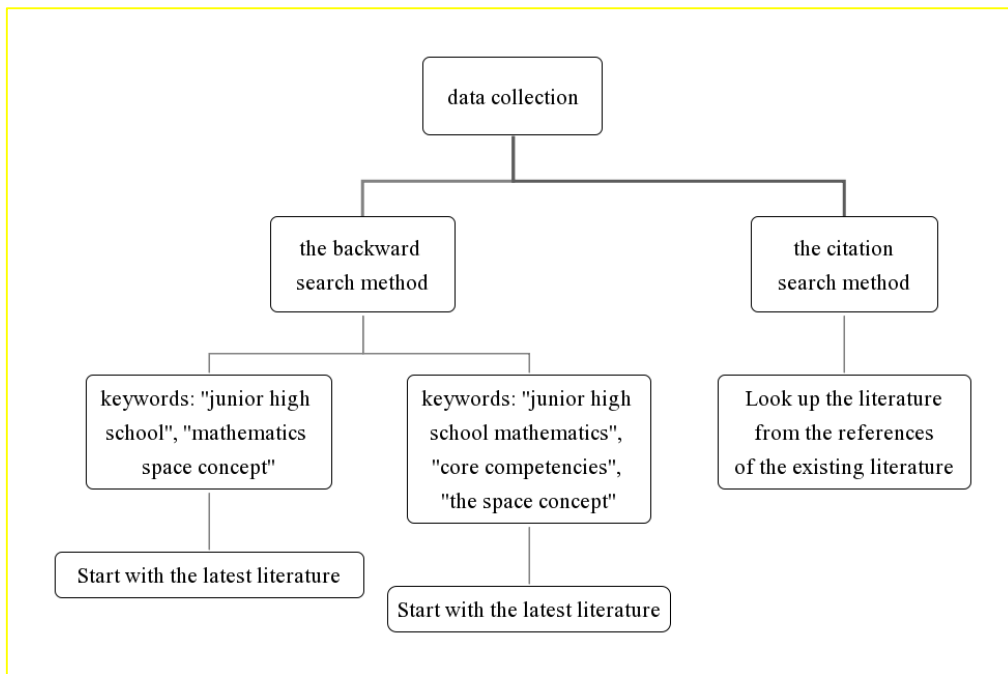 data collection
the backward
search method
the citation
search method
keywords: "junior high
school", "mathematics
space concept"
keywords: "junior high
school mathematics",
"core competencies",
"the space concept"
Look up the literature
from the references
of the existing literature
Start with the latest literature
Start with the latest literature